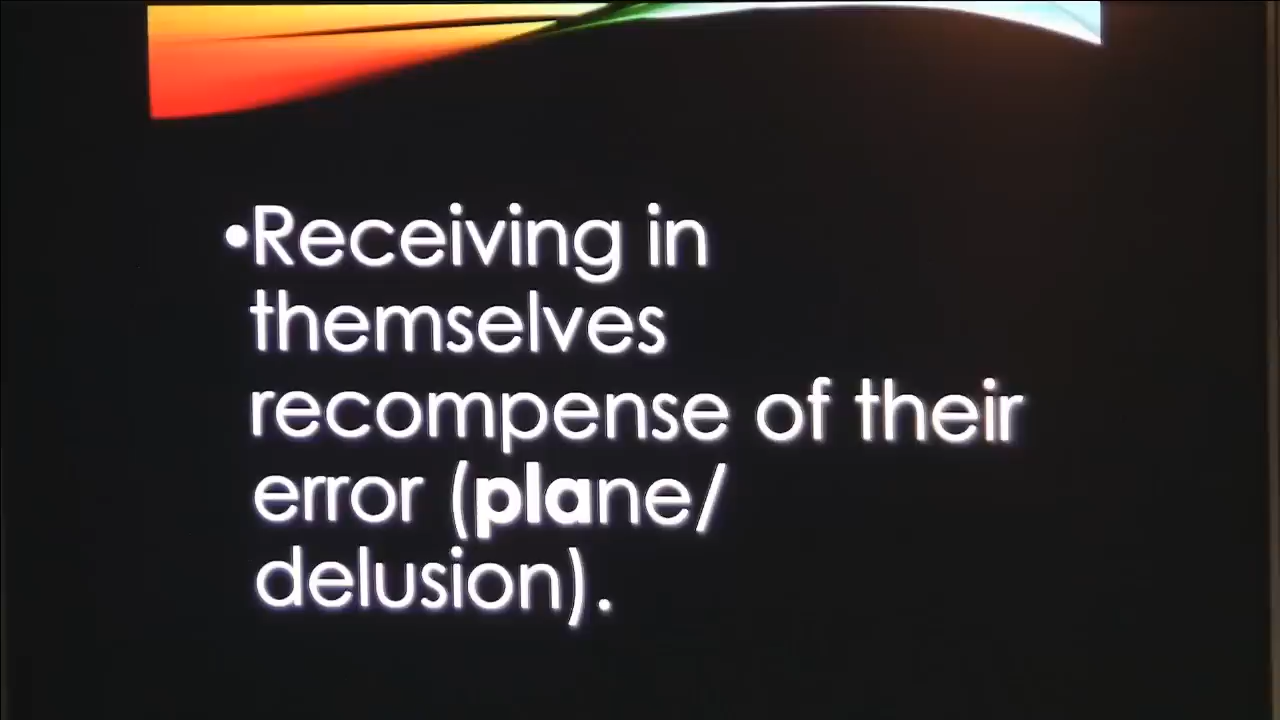 •Receiving in
themselves
recompense of their
error (plane/
delusion).